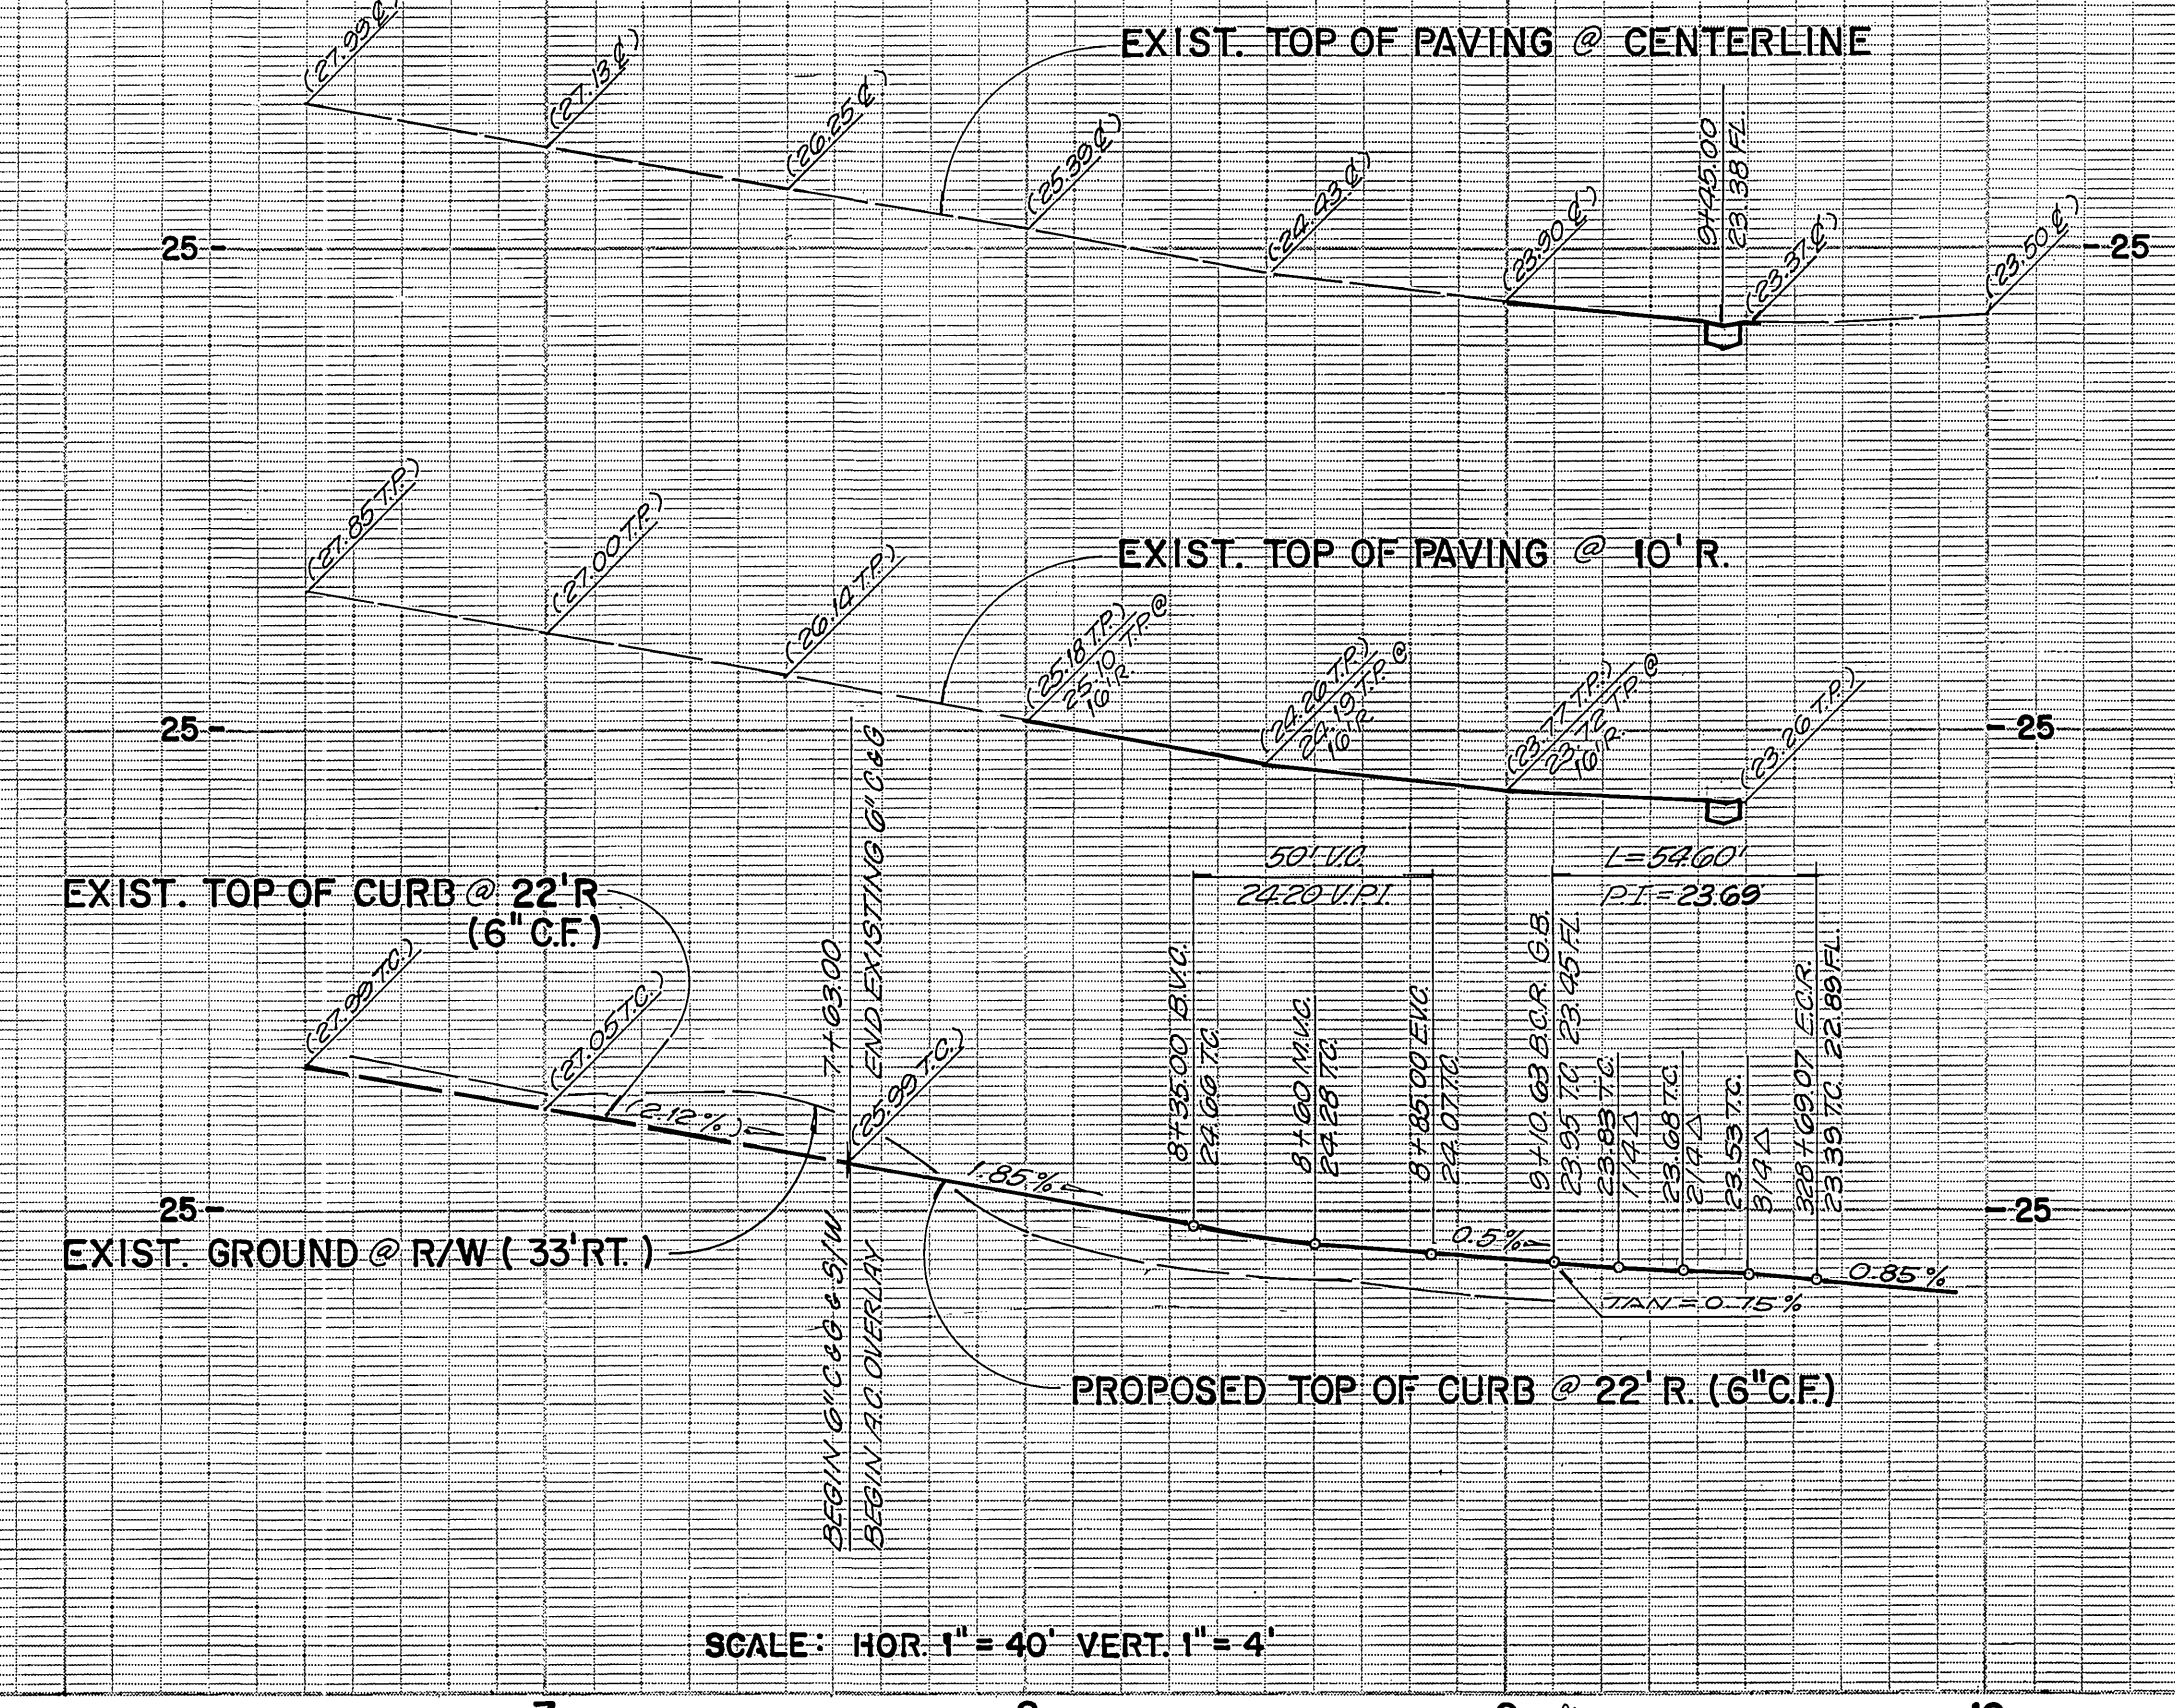 EXIST. TOP OF PAVING @ CENTERLINE
(27.99 ℄)
(27.13 ℄)
(26.25 ℄)
(25.39 ℄)
(24.43 ℄)
(23.90 ℄)
9+45.00
23.38 FL
(23.37 ℄)
(23.50 ℄)
25
25
EXIST. TOP OF PAVING @ 10' R.
(27.85 T.P.)
(27.00 T.P.)
(26.14 T.P.)
(25.18 T.P.)
25.10 T.P. @
16' R.
(24.26 T.P.)
24.19 T.P. @
16' R.
(23.77 T.P.)
23.72 T.P. @
16' R.
(23.26 T.P.)
25
25
EXIST. TOP OF CURB @ 22'R
(6" C.F.)
(27.99 T.C.)
(27.05 T.C.)
(2.12 %)
7+63.00
END EXISTING 6" C&G
(25.99 T.C.)
1.85 %
50' V.C.
24.20 V.P.I.
8+35.00 B.V.C.
24.66 T.C.
8+60 M.V.C.
24.28 T.C.
8+85.00 E.V.C.
24.07 T.C.
0.5%
L=54.60'
P.I=23.69
9+10.63 B.C.R. G.B.
23.95 T.C. 23.45 FL
23.83 T.C.
1/4 △
23.68 T.C.
2/4 △
23.53 T.C.
3/4 △
328+69.07 E.C.R.
23.39 T.C. 22.89 FL.
0.85 %
TAN = 0.75 %
25
25
EXIST. GROUND @ R/W ( 33' RT. )
BEGIN 6" C&G & S/W
BEGIN A.C. OVERLAY
PROPOSED TOP OF CURB @ 22' R. (6" C.F.)
SCALE: HOR. 1" = 40' VERT. 1" = 4'